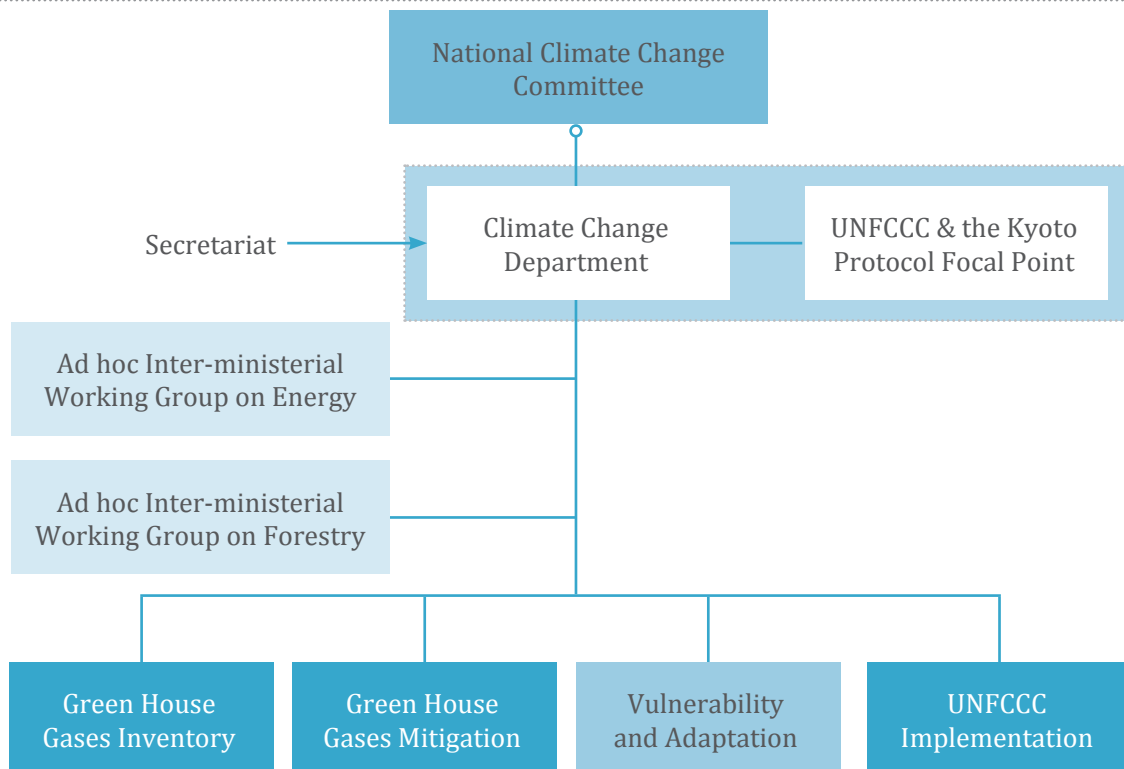 National Climate Change
Committee
Secretariat
Climate Change
Department
UNFCCC & the Kyoto
Protocol Focal Point
Ad hoc Inter-ministerial
Working Group on Energy
Ad hoc Inter-ministerial
Working Group on Forestry
Green House
Gases Inventory
Green House
Gases Mitigation
Vulnerability
and Adaptation
UNFCCC
Implementation